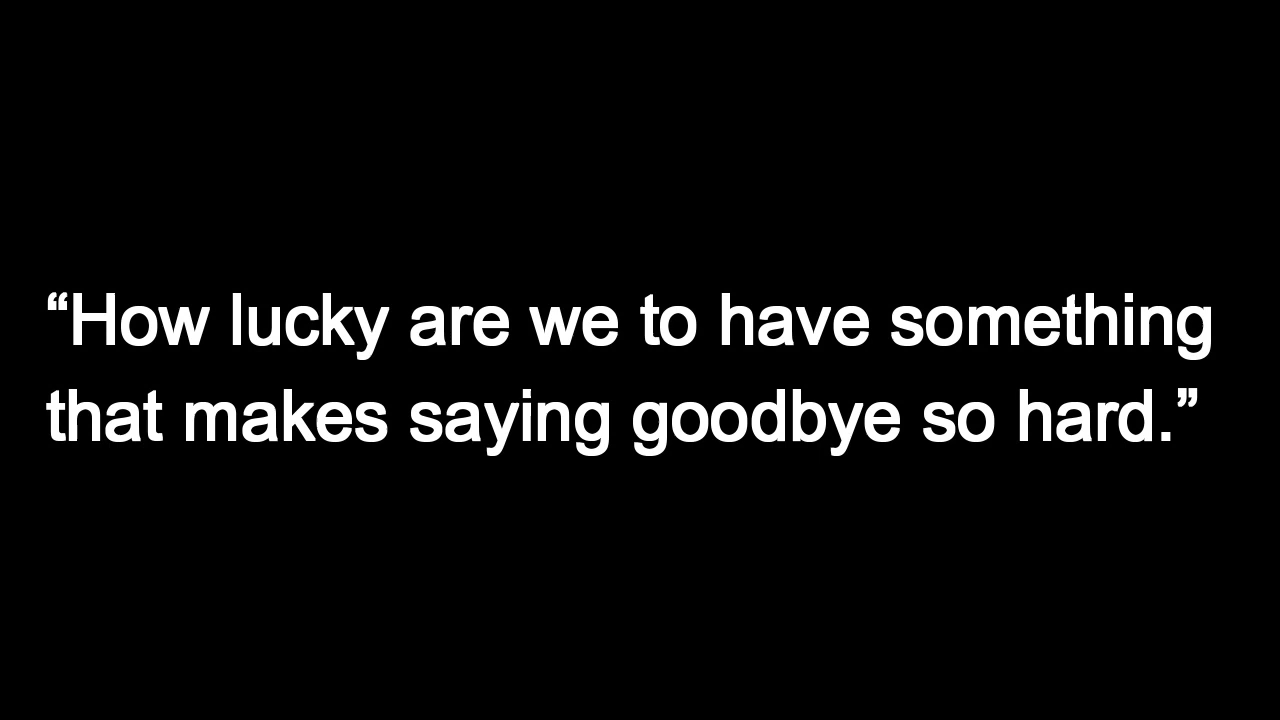 “How lucky are we to have something
that makes saying goodbye so hard.”